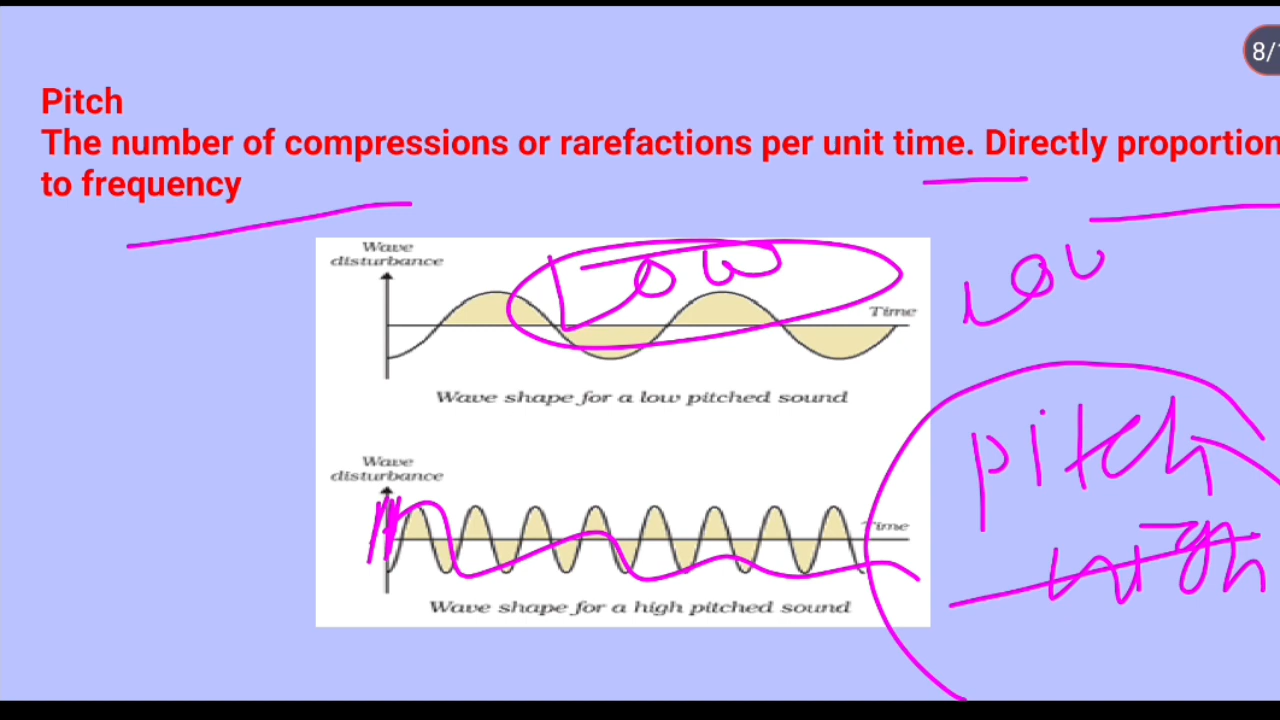 8/
Pitch
The number of compressions or rarefactions per unit time. Directly proportion
to frequency
Wave
disturbance
Low
Time
Low
Wave shape for a low pitched sound
pitch
Wave
disturbance
Time
high
Wave shape for a high pitched sound